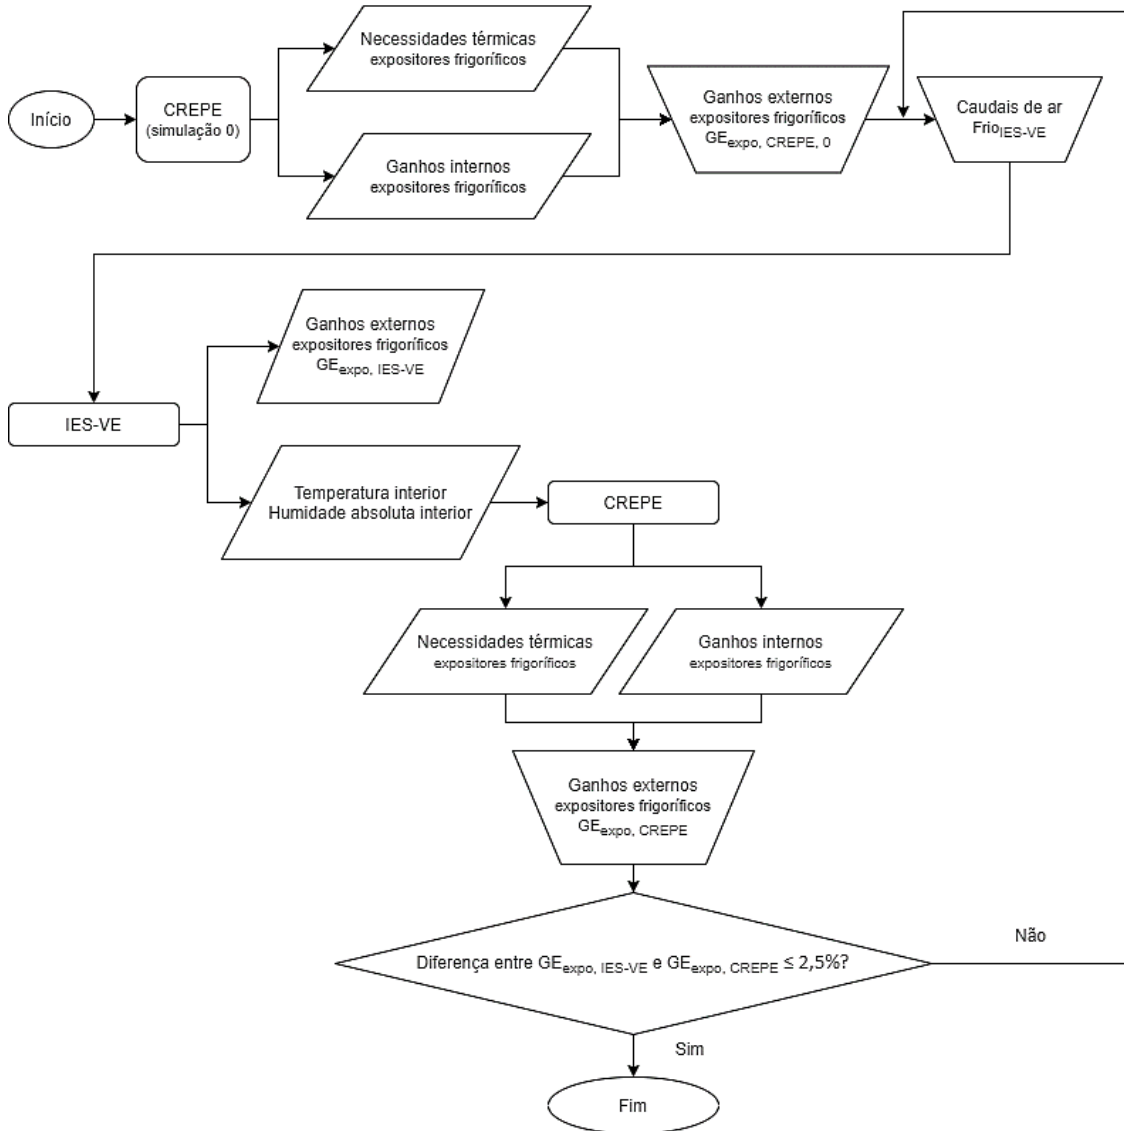 Início
CREPE
(simulação 0)
Necessidades térmicas
expositores frigoríficos
Ganhos internos
expositores frigoríficos
Ganhos externos
expositores frigoríficos
GEexpo, CREPE, 0
Caudais de ar
FrioIES-VE
Ganhos externos
expositores frigoríficos
GEexpo, IES-VE
IES-VE
Temperatura interior
Humidade absoluta interior
CREPE
Necessidades térmicas
expositores frigoríficos
Ganhos internos
expositores frigoríficos
Ganhos externos
expositores frigoríficos
GEexpo, CREPE
Diferença entre GEexpo, IES-VE e GEexpo, CREPE ≤ 2,5%?
Não
Sim
Fim